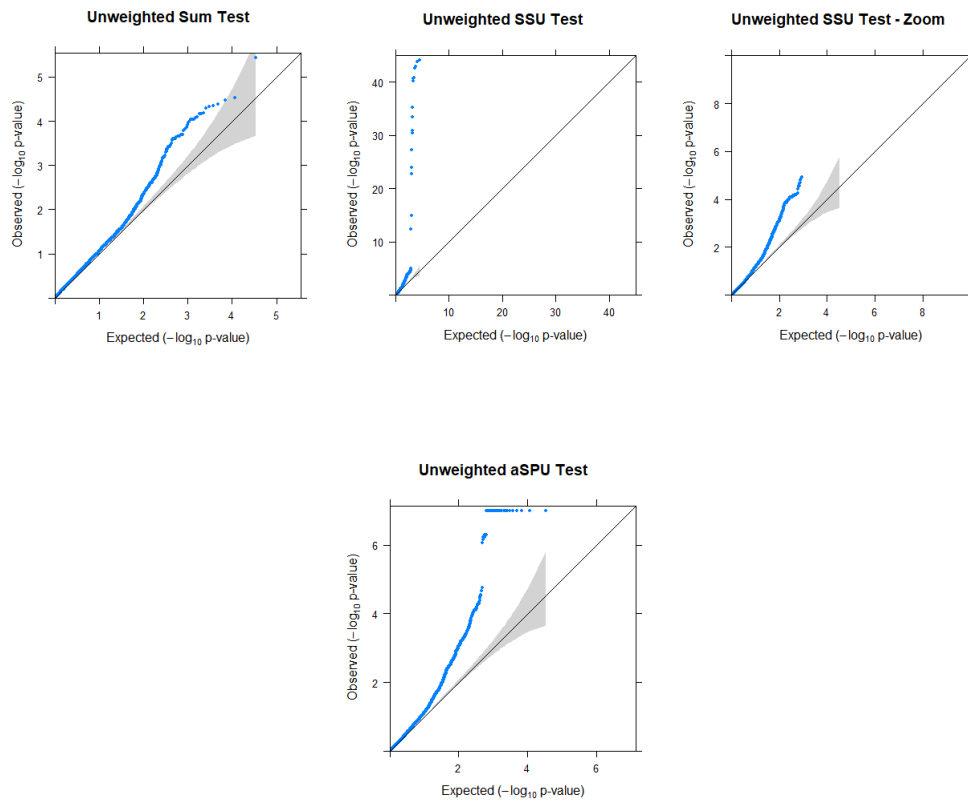 Unweighted Sum Test
Unweighted SSU Test
Unweighted SSU Test - Zoom
Observed (−log10 p-value)
5
4
3
2
1
1
2
3
4
5
Expected (−log10 p-value)
Observed (−log10 p-value)
40
30
20
10
10
20
30
40
Expected (−log10 p-value)
Observed (−log10 p-value)
8
6
4
2
2
4
6
8
Expected (−log10 p-value)
Unweighted aSPU Test
Observed (−log10 p-value)
6
4
2
2
4
6
Expected (−log10 p-value)